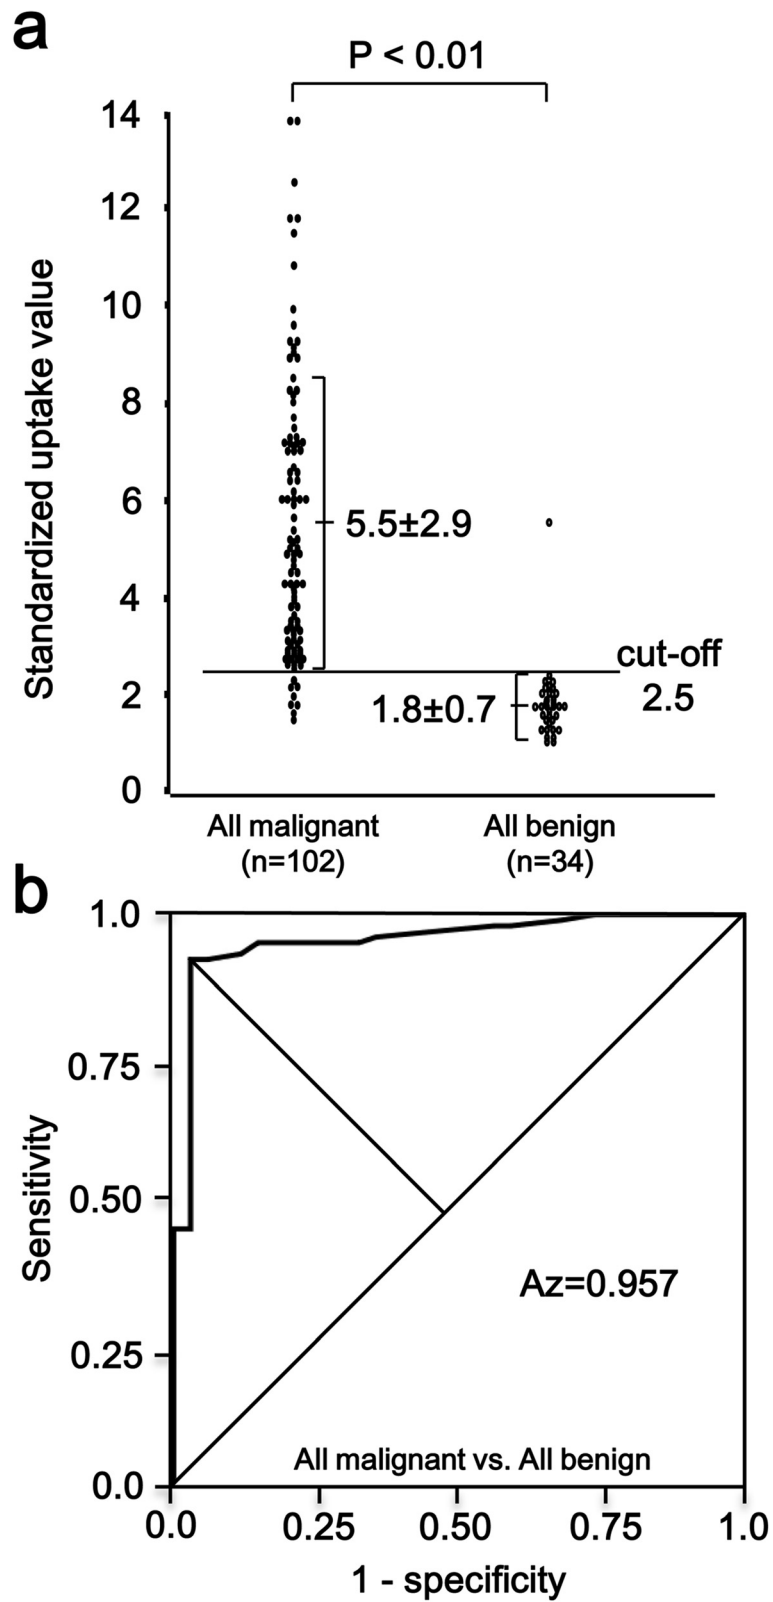 a
P < 0.01
14
12
10
8
6
4
2
0
Standardized uptake value
5.5±2.9
1.8±0.7
cut-off
2.5
All malignant
(n=102)
All benign
(n=34)
b
1.0
0.75
0.50
0.25
0.0
Sensitivity
Az=0.957
All malignant vs. All benign
0.0
0.25
0.50
0.75
1.0
1 - specificity